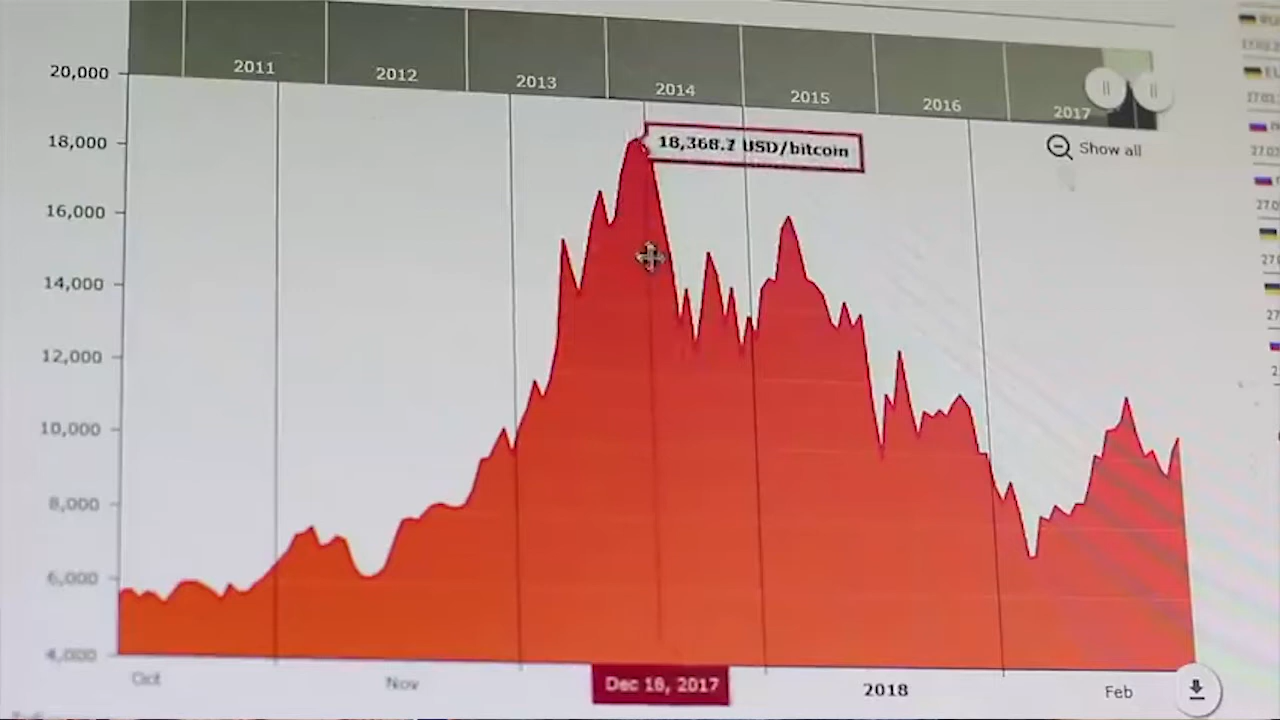 2011
2012
2013
2014
2015
2016
2017
Show all
20,000
18,000
16,000
14,000
12,000
10,000
8,000
6,000
4,000
18,368.7 USD/bitcoin
Oct
Nov
Dec 18, 2017
2018
Feb